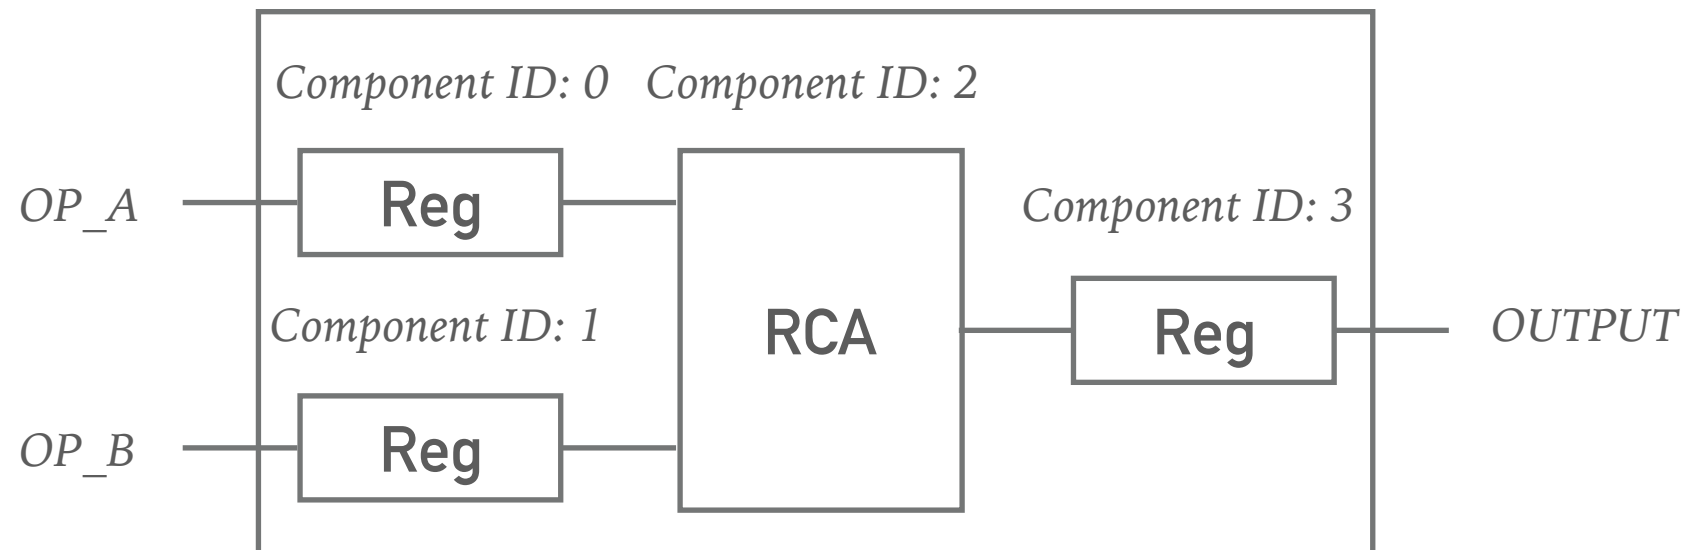 Component ID: 0
Component ID: 2
OP_A
Reg
Component ID: 3
Component ID: 1
RCA
Reg
OUTPUT
OP_B
Reg